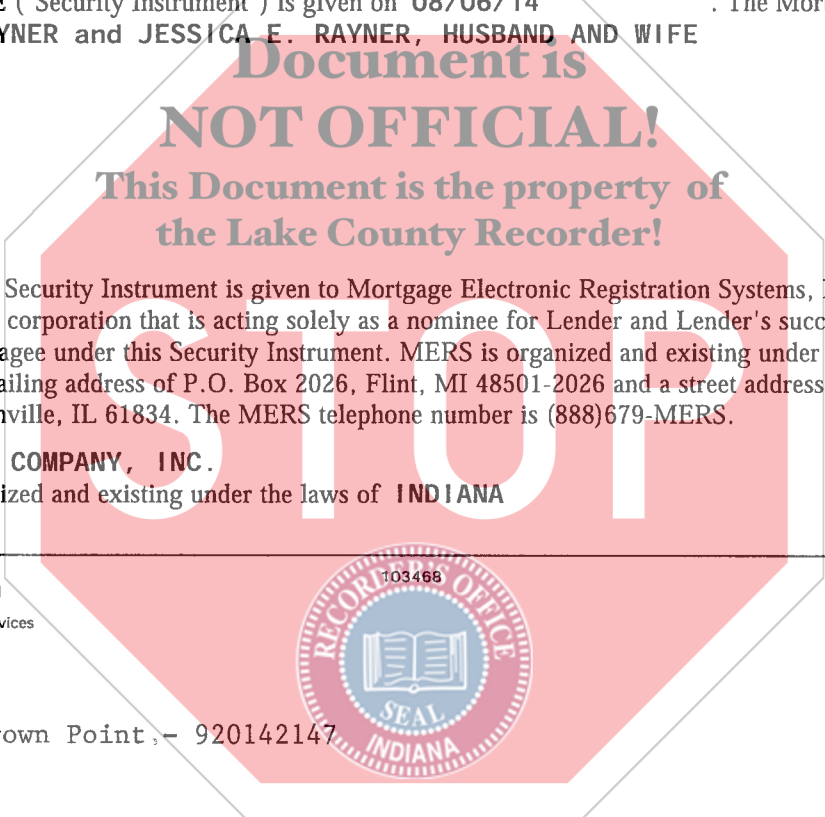 E ( Security Instrument ) is given on 08/06/14 . The Mor
YNER and JESSICA E. RAYNER, HUSBAND AND WIFE
Document is
NOT OFFICIAL!
This Document is the property of
the Lake County Recorder!
Security Instrument is given to Mortgage Electronic Registration Systems,
corporation that is acting solely as a nominee for Lender and Lender's succ
agee under this Security Instrument. MERS is organized and existing under
ailing address of P.O. Box 2026, Flint, MI 48501-2026 and a street address
nville, IL 61834. The MERS telephone number is (888)679-MERS.
STOP
COMPANY, INC.
ized and existing under the laws of INDIANA
103468
RECORDER'S OFFICE
vices
SEAL
INDIANA
own Point,- 920142147